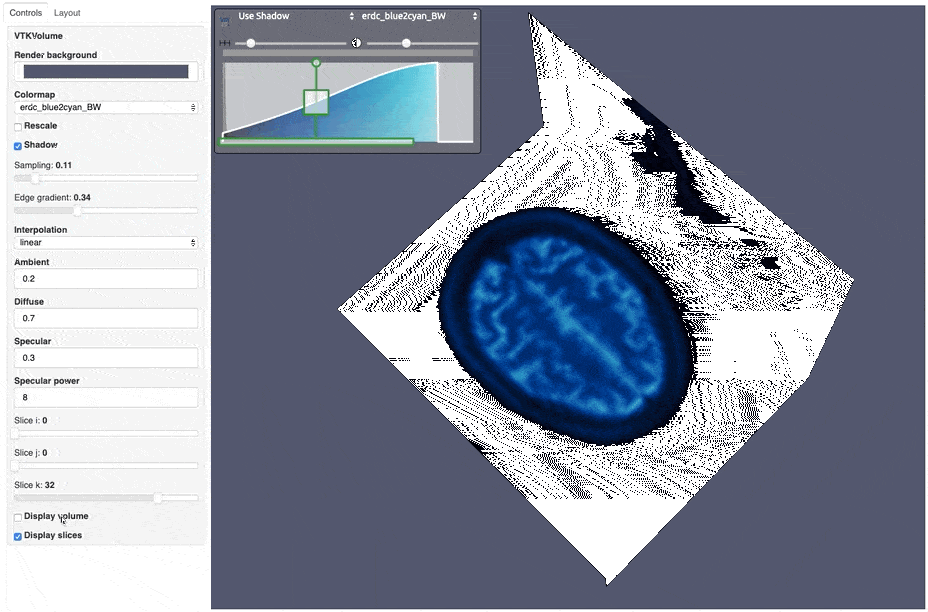 Controls Layout
VTKVolume
Render background
Colormap
erdc_blue2cyan_BW
Rescale
Shadow
Sampling: 0.11
Edge gradient: 0.34
Interpolation
linear
Ambient
0.2
Diffuse
0.7
Specular
0.3
Specular power
8
Slice i: 0
Slice j: 0
Slice k: 32
Display volume
Display slices
Use Shadow erdc_blue2cyan_BW